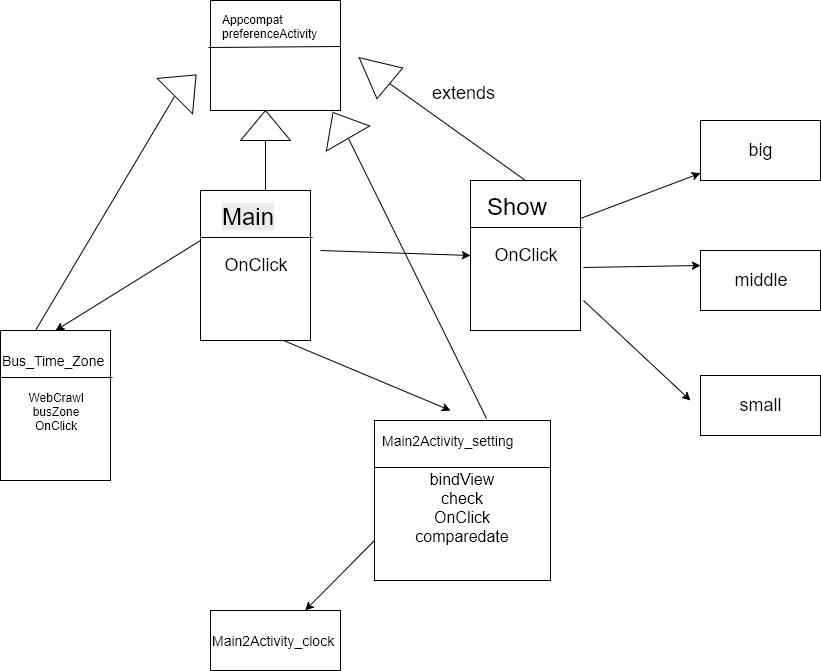 Appcompat
preferenceActivity
extends
big
Main
Show
OnClick
OnClick
middle
Bus_Time_Zone
WebCrawl
busZone
OnClick
small
Main2Activity_setting
bindView
check
OnClick
comparedate
Main2Activity_clock